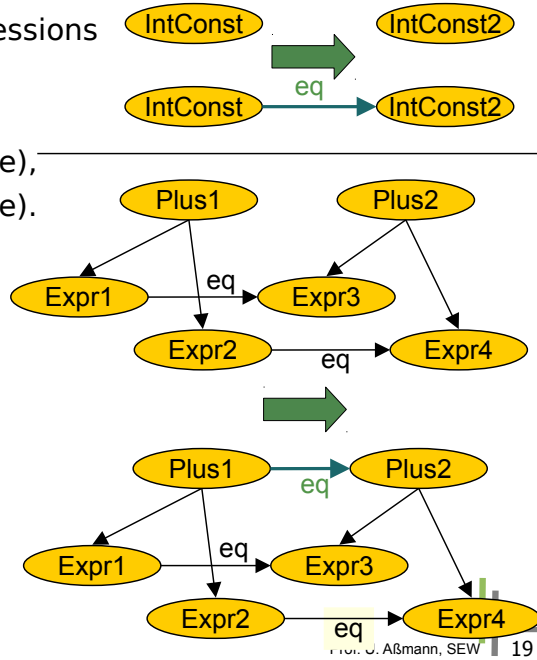 essions
IntConst IntConst2
eq
IntConst IntConst2
e),
e).
Plus1 Plus2
eq
Expr1 Expr3
Expr2 Expr4
eq
Plus1 Plus2
eq
eq
Expr1 Expr3
Expr2 Expr4
eq
Prof. U. Aßmann, SEW 19